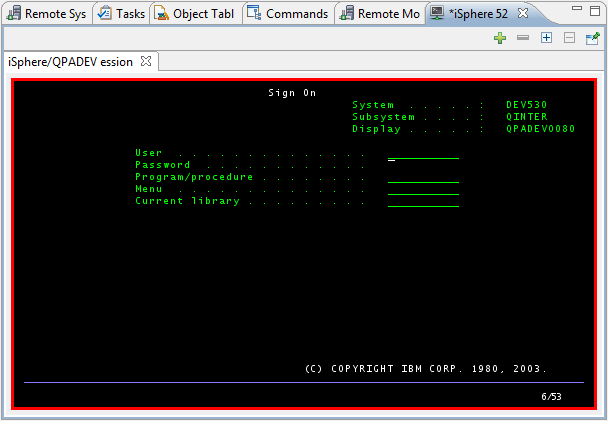 Remote Sys Tasks Object Tabl Commands Remote Mo *iSphere 52
iSphere/QPADEV ession
Sign On
System . . . . . : DEV530
Subsystem . . . . : QINTER
Display . . . . . : QPADEV0080
User . . . . . . . . . . . . . .
Password
Program/procedure . . . . . . . .
Menu . . . . . . . . . . . . . .
Current library . . . . . . . . .
(C) COPYRIGHT IBM CORP. 1980, 2003.
6/53